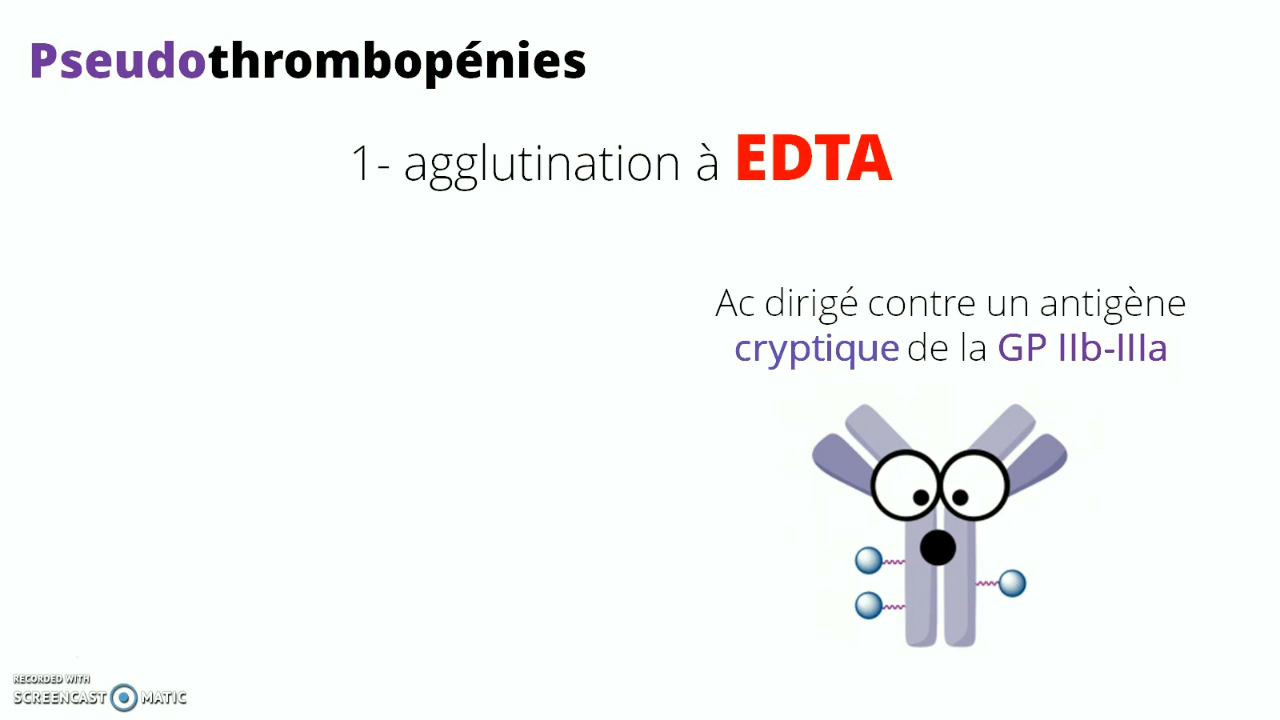 Pseudothrombopénies
1- agglutination à EDTA
Ac dirigé contre un antigène
cryptique de la GP IIb-IIIa
RECORDED WITH
SCREENCAST MATIC